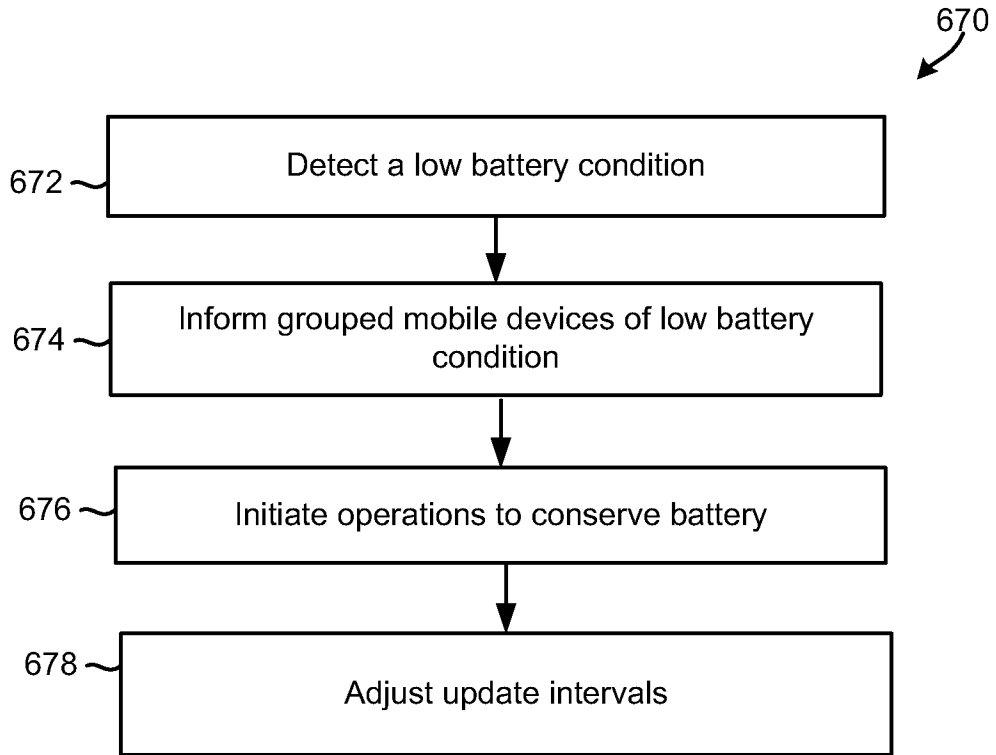 670
672
Detect a low battery condition
674
Inform grouped mobile devices of low battery
condition
676
Initiate operations to conserve battery
678
Adjust update intervals